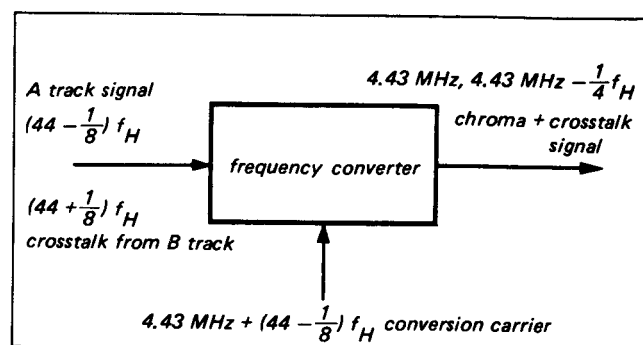 A track signal
(44 − 1/8) f_H
(44 + 1/8) f_H
crosstalk from B track
frequency converter
4.43 MHz, 4.43 MHz − 1/4 f_H
chroma + crosstalk
signal
4.43 MHz + (44 − 1/8) f_H conversion carrier